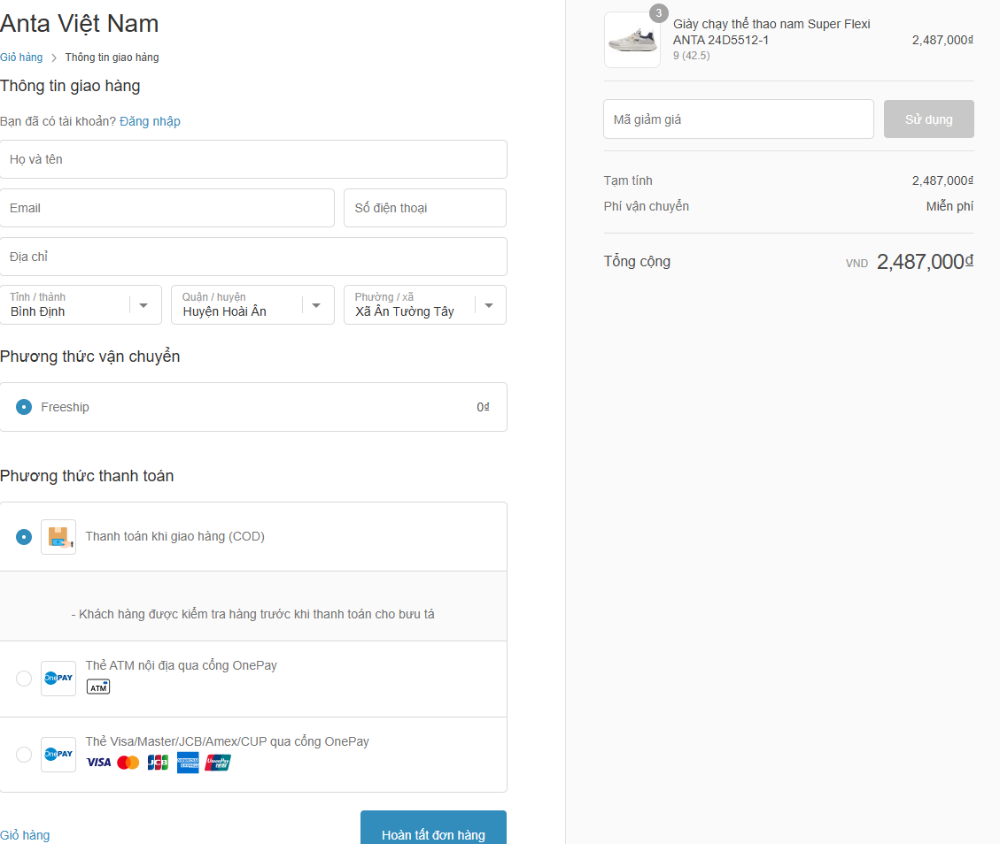 Anta Việt Nam
Giỏ hàng > Thông tin giao hàng
Thông tin giao hàng
Bạn đã có tài khoản? Đăng nhập
Họ và tên
Email
Số điện thoại
Địa chỉ
Tỉnh / thành
Bình Định
Quận / huyện
Huyện Hoài Ân
Phường / xã
Xã Ân Tường Tây
Phương thức vận chuyển
Freeship
0₫
Phương thức thanh toán
Thanh toán khi giao hàng (COD)
- Khách hàng được kiểm tra hàng trước khi thanh toán cho bưu tá
OnePAY
Thẻ ATM nội địa qua cổng OnePay
ATM
OnePAY
Thẻ Visa/Master/JCB/Amex/CUP qua cổng OnePay
VISA
JCB
AMERICAN EXPRESS
UnionPay
Giỏ hàng
Hoàn tất đơn hàng
3
Giày chạy thể thao nam Super Flexi
ANTA 24D5512-1
9 (42.5)
2,487,000₫
Mã giảm giá
Sử dụng
Tạm tính
2,487,000₫
Phí vận chuyển
Miễn phí
Tổng cộng
VND 2,487,000₫